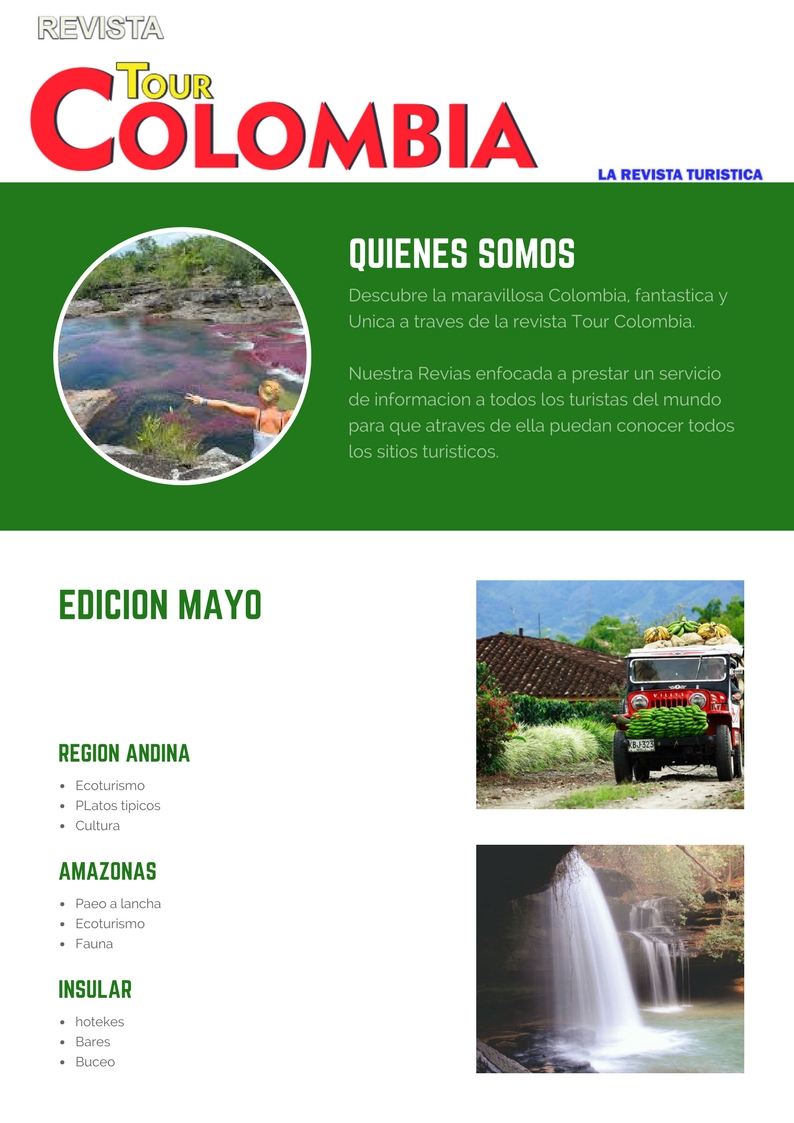 REVISTA
TOUR
COLOMBIA
LA REVISTA TURISTICA
QUIENES SOMOS
Descubre la maravillosa Colombia, fantastica y
Unica a traves de la revista Tour Colombia.
Nuestra Revias enfocada a prestar un servicio
de informacion a todos los turistas del mundo
para que atraves de ella puedan conocer todos
los sitios turisticos.
EDICION MAYO
REGION ANDINA
• Ecoturismo
• PLatos tipicos
• Cultura
AMAZONAS
• Paeo a lancha
• Ecoturismo
• Fauna
INSULAR
• hotekes
• Bares
• Buceo
WILLYS
KBJ-323